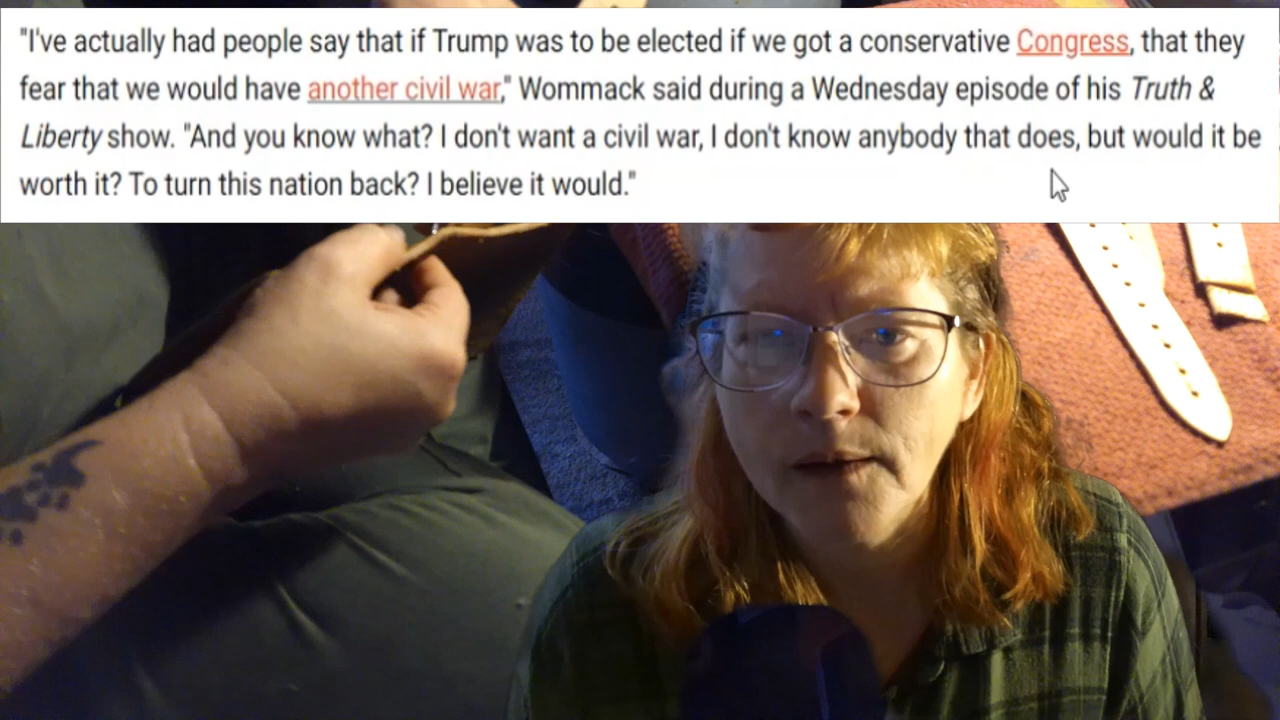 "I've actually had people say that if Trump was to be elected if we got a conservative Congress, that they
fear that we would have another civil war," Wommack said during a Wednesday episode of his Truth &
Liberty show. "And you know what? I don't want a civil war, I don't know anybody that does, but would it be
worth it? To turn this nation back? I believe it would."